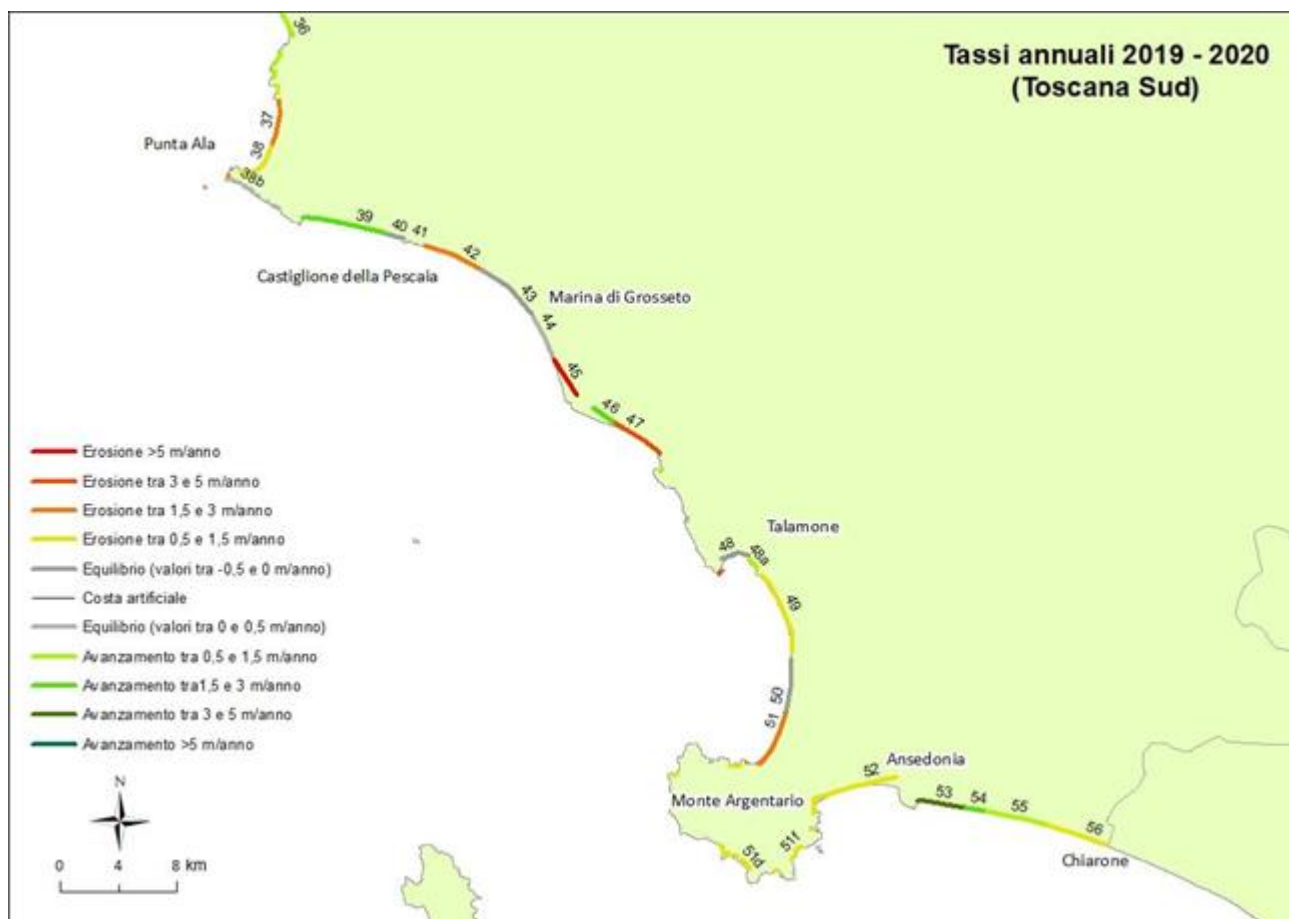 Tassi annuali 2019 - 2020
(Toscana Sud)
36
37
Punta Ala
38
38b
39
40
41
42
Castiglione della Pescaia
43
Marina di Grosseto
44
45
46
47
Erosione >5 m/anno
Erosione tra 3 e 5 m/anno
Erosione tra 1,5 e 3 m/anno
Erosione tra 0,5 e 1,5 m/anno
Equilibrio (valori tra -0,5 e 0 m/anno)
Costa artificiale
Equilibrio (valori tra 0 e 0,5 m/anno)
Avanzamento tra 0,5 e 1,5 m/anno
Avanzamento tra1,5 e 3 m/anno
Avanzamento tra 3 e 5 m/anno
Avanzamento >5 m/anno
Talamone
48
48a
49
50
51
Ansedonia
52
Monte Argentario
53
54
55
56
51f
51d
Chiarone
N
0 4 8 km